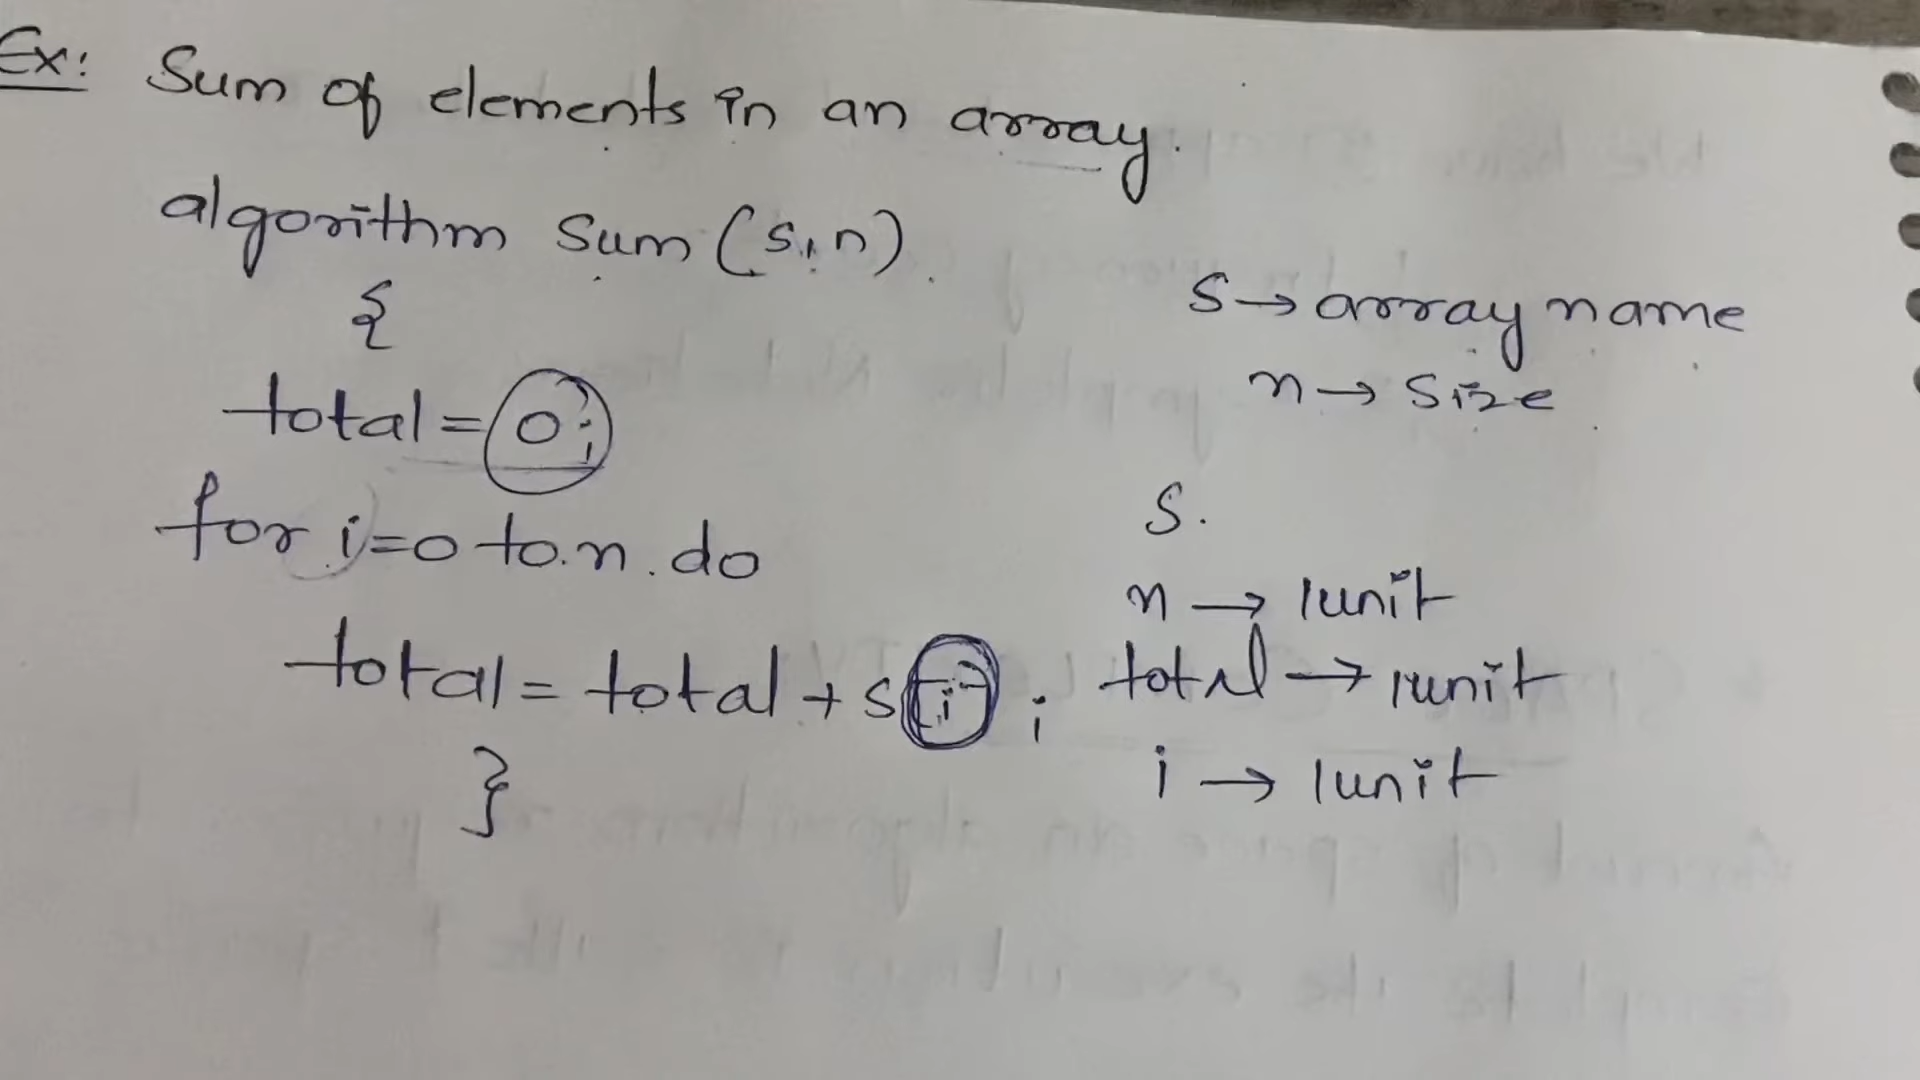 Ex: Sum of elements in an array.
algorithm Sum (s, n)
{
s → array name
n → size
total = 0;
for i=0 to n do
s.
n → 1unit
total = total + s[i];
total → 1unit
i → 1unit
}